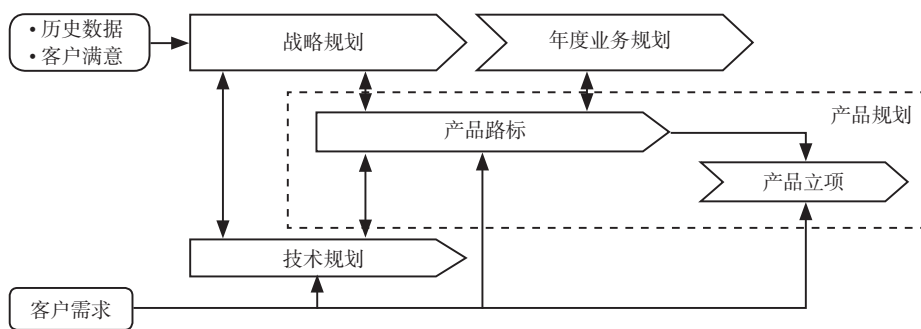 • 历史数据
• 客户满意
战略规划
年度业务规划
产品规划
产品路标
产品立项
技术规划
客户需求